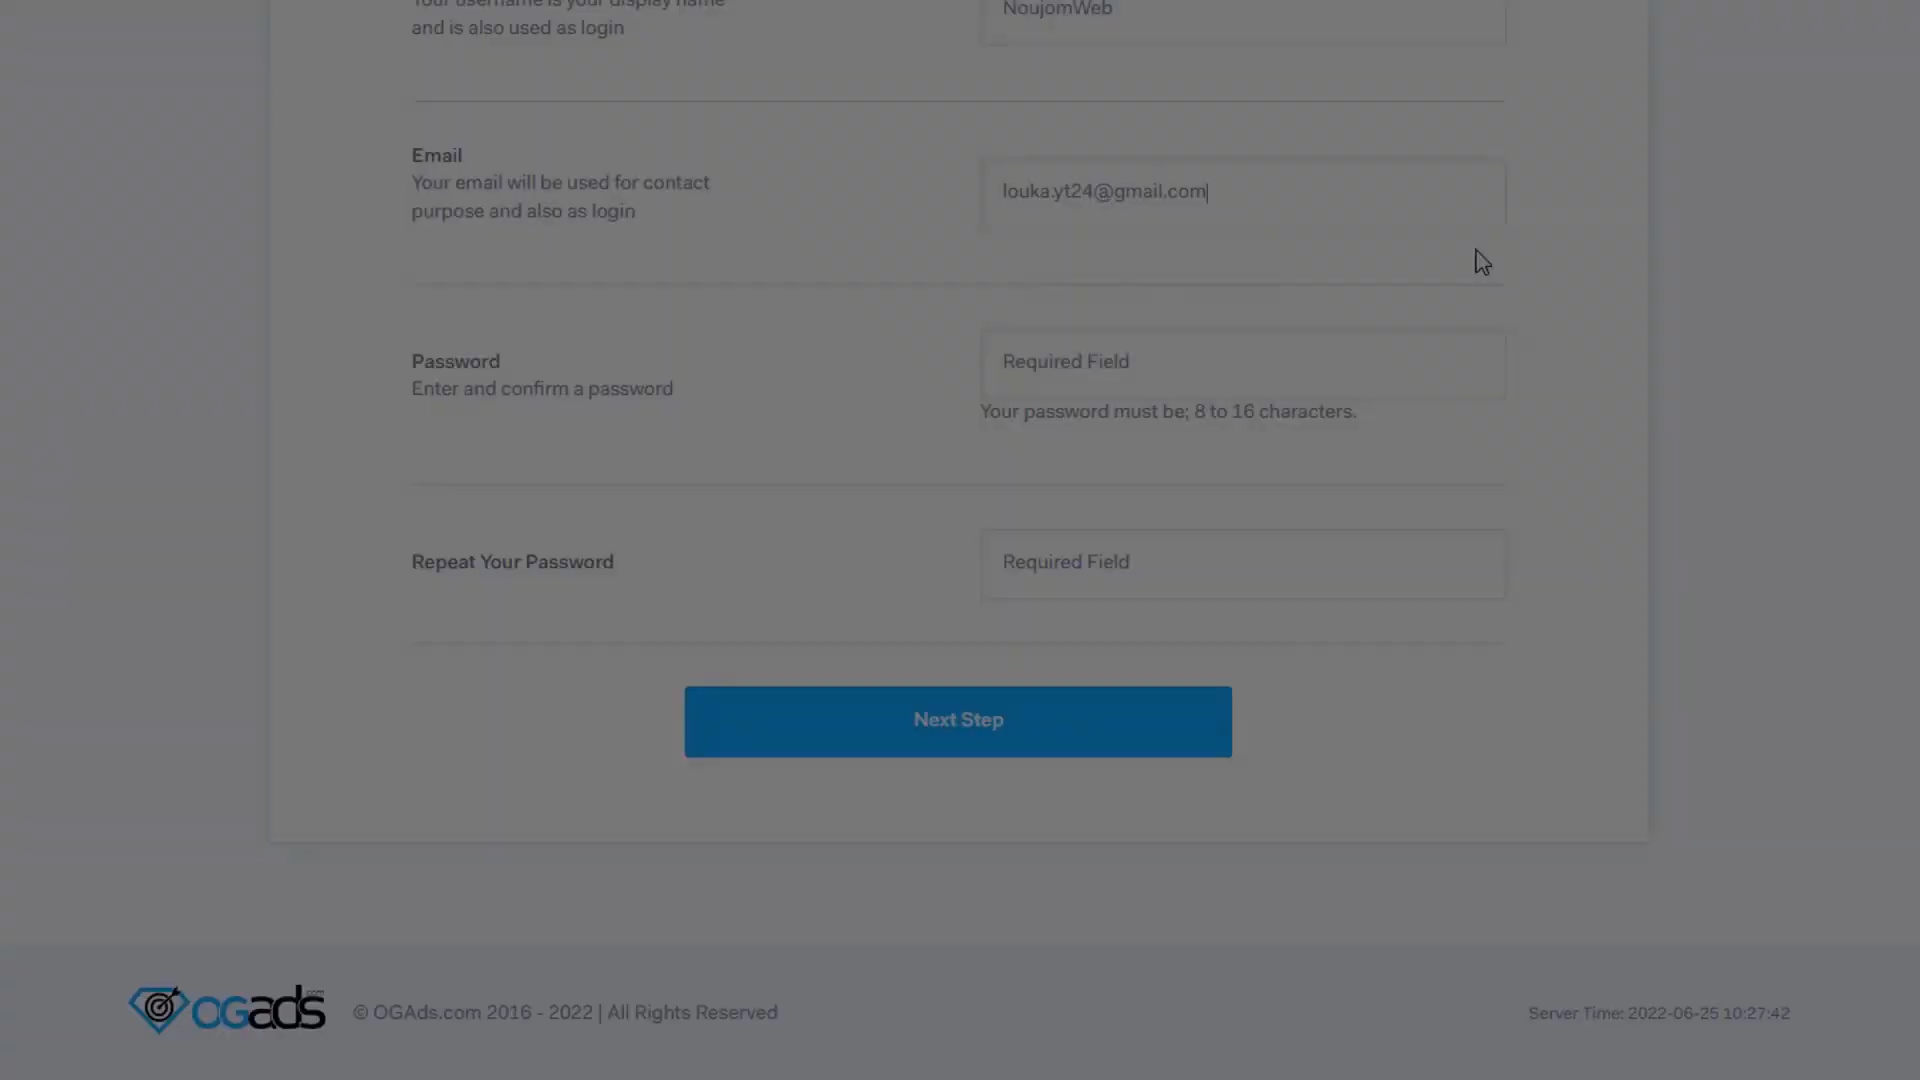 Your username is your display name
and is also used as login
NoujomWeb
Email
Your email will be used for contact
purpose and also as login
louka.yt24@gmail.com
Password
Enter and confirm a password
Required Field
Your password must be; 8 to 16 characters.
Repeat Your Password
Required Field
Next Step
OGads.com
© OGAds.com 2016 - 2022 | All Rights Reserved
Server Time: 2022-06-25 10:27:42